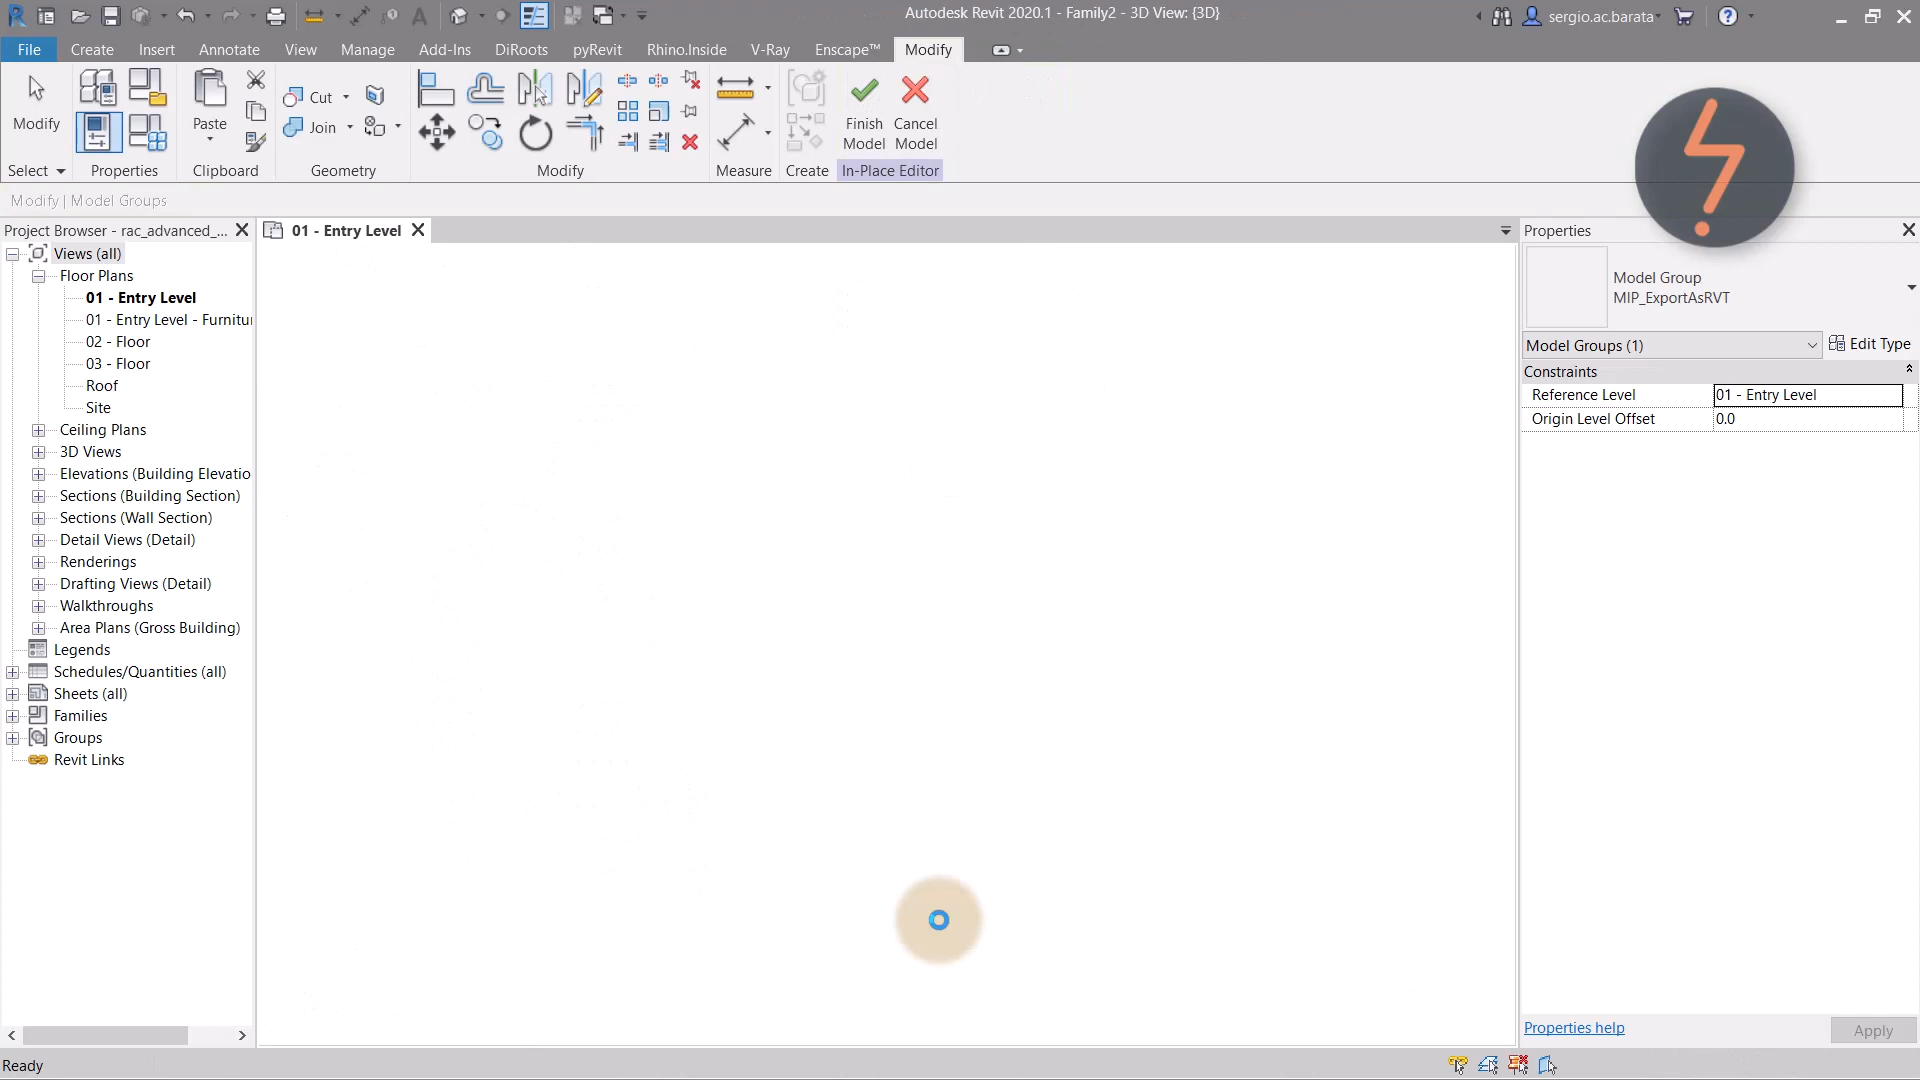 Autodesk Revit 2020.1 - Family2 - 3D View: {3D}
sergio.ac.barata
File
Create
Insert
Annotate
View
Manage
Add-Ins
DiRoots
pyRevit
Rhino.Inside
V-Ray
Enscape™
Modify
Modify
Paste
Cut
Join
Finish Model
Cancel Model
Select
Properties
Clipboard
Geometry
Modify
Measure
Create
In-Place Editor
Modify | Model Groups
Project Browser - rac_advanced_...
01 - Entry Level
Properties
Views (all)
Floor Plans
01 - Entry Level
01 - Entry Level - Furnitur
02 - Floor
03 - Floor
Roof
Site
Ceiling Plans
3D Views
Elevations (Building Elevatio
Sections (Building Section)
Sections (Wall Section)
Detail Views (Detail)
Renderings
Drafting Views (Detail)
Walkthroughs
Area Plans (Gross Building)
Legends
Schedules/Quantities (all)
Sheets (all)
Families
Groups
Revit Links
Model Group
MIP_ExportAsRVT
Model Groups (1)
Edit Type
Constraints
Reference Level
01 - Entry Level
Origin Level Offset
0.0
Properties help
Apply
Ready